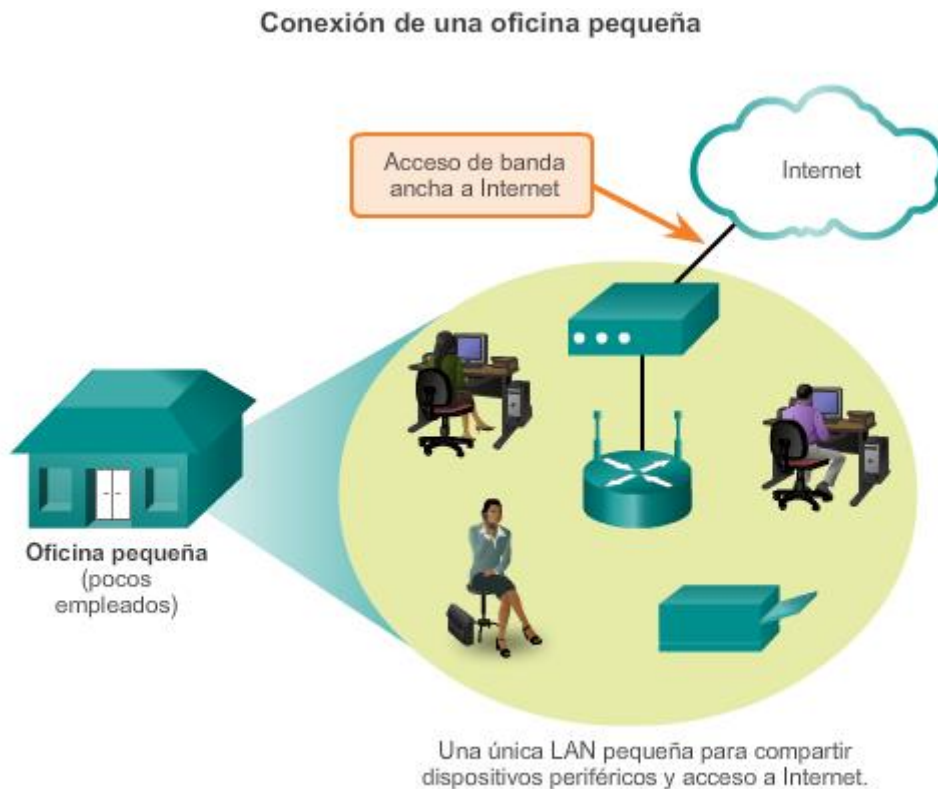 Conexión de una oficina pequeña
Acceso de banda
ancha a Internet
Internet
Oficina pequeña
(pocos
empleados)
Una única LAN pequeña para compartir
dispositivos periféricos y acceso a Internet.